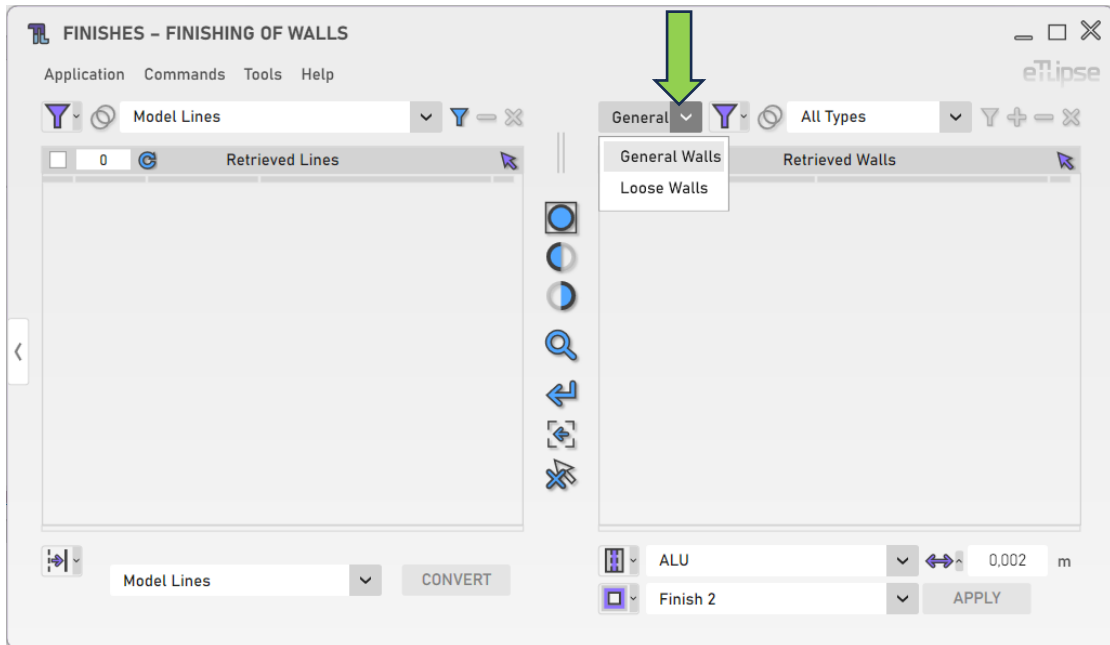 FINISHES – FINISHING OF WALLS
Application Commands Tools Help
eTLipse
Model Lines
General
All Types
0 Retrieved Lines
General Walls
Loose Walls
Retrieved Walls
ALU
0,002 m
Model Lines
CONVERT
Finish 2
APPLY